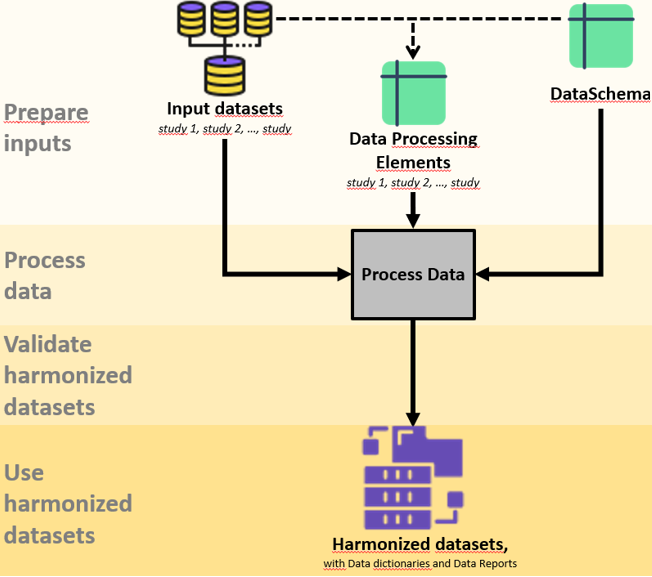 Prepare
inputs
Input datasets
study 1, study 2, ..., study
Data Processing
Elements
study 1, study 2, ..., study
DataSchema
Process
data
Process Data
Validate
harmonized
datasets
Use
harmonized
datasets
Harmonized datasets,
with Data dictionaries and Data Reports